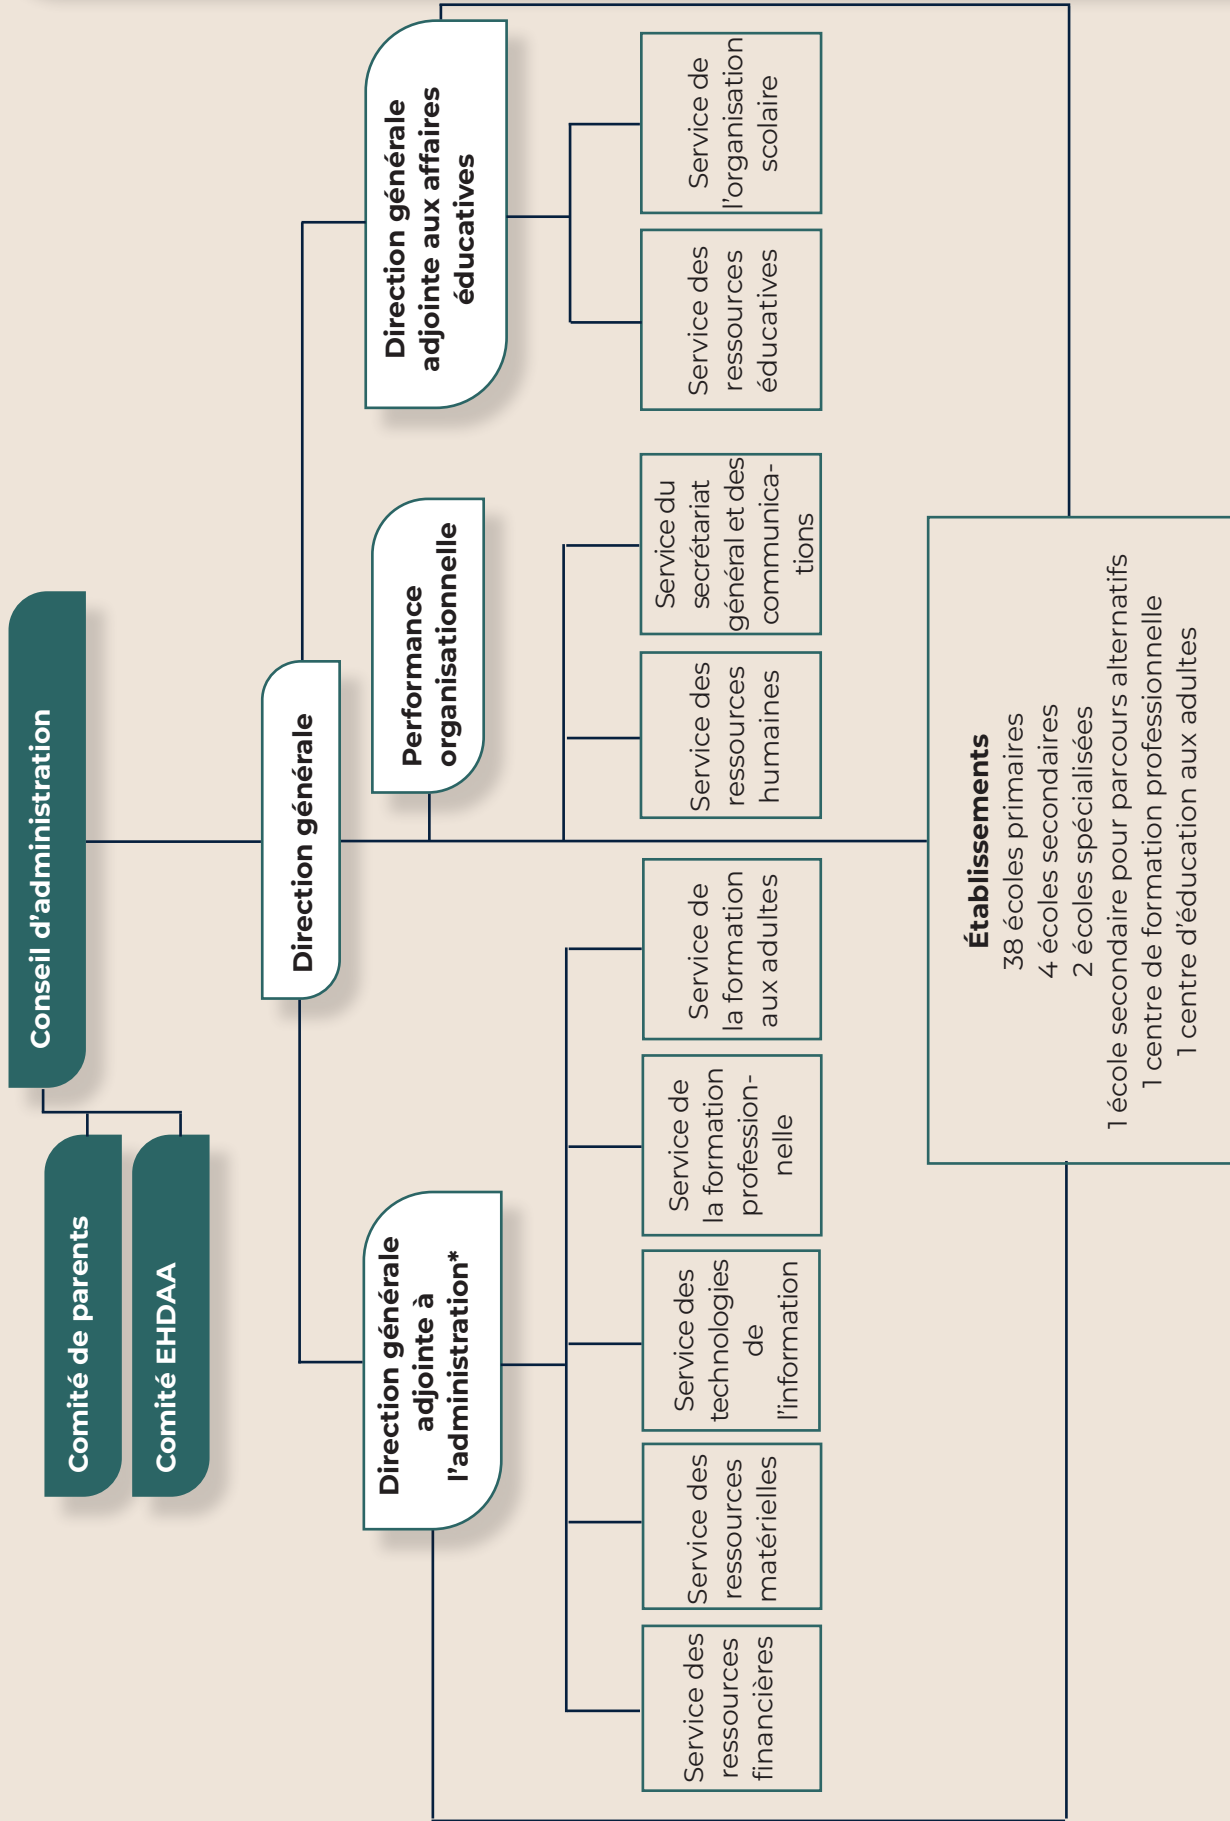 Conseil d'administration
Comité de parents
Comité EHDAA
Direction générale
Direction générale
adjointe à
l'administration*
Performance
organisationnelle
Direction générale
adjointe aux affaires
éducatives
Service des
ressources
financières
Service des
ressources
matérielles
Service des
technologies
de
l'information
Service de
la formation
profession-
nelle
Service de
la formation
aux adultes
Service des
ressources
humaines
Service du
secrétariat
général et des
communica-
tions
Service des
ressources
éducatives
Service de
l'organisation
scolaire
Établissements
38 écoles primaires
4 écoles secondaires
2 écoles spécialisées
1 école secondaire pour parcours alternatifs
1 centre de formation professionnelle
1 centre d'éducation aux adultes